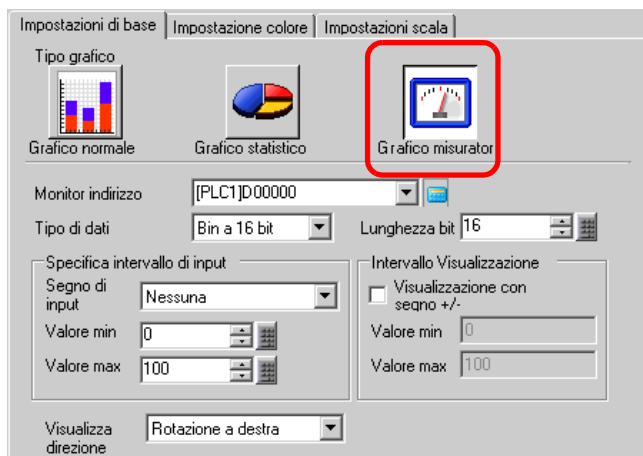 Impostazioni di base Impostazione colore Impostazioni scala
Tipo grafico
Grafico normale Grafico statistico Grafico misurator
Monitor indirizzo [PLC1]D00000
Tipo di dati Bin a 16 bit Lunghezza bit 16
Specifica intervallo di input Intervallo Visualizzazione
Segno di input Nessuna Visualizzazione con segno +/-
Valore min 0 Valore min 0
Valore max 100 Valore max 100
Visualizza direzione Rotazione a destra